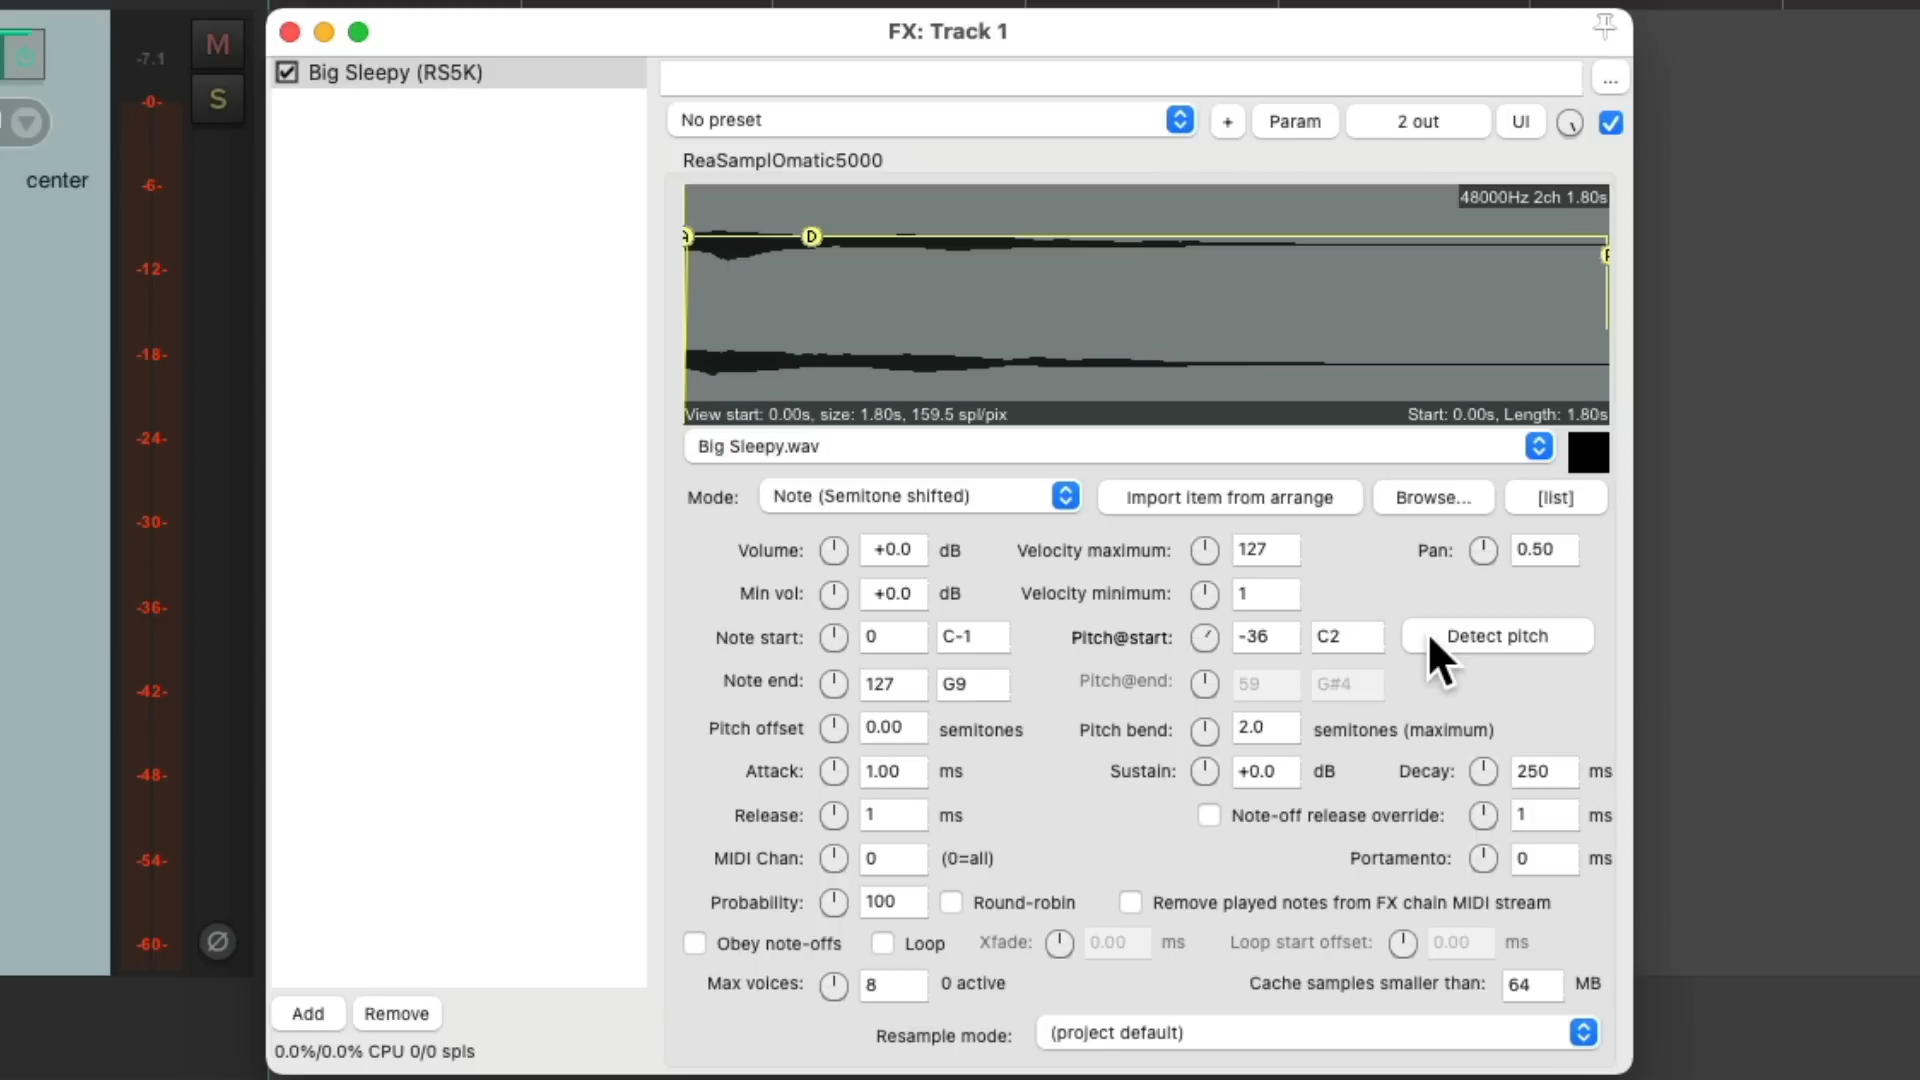 FX: Track 1
Big Sleepy (RS5K)
...
No preset
+
Param
2 out
UI
ReaSamplOmatic5000
48000Hz 2ch 1.80s
D
View start: 0.00s, size: 1.80s, 159.5 spl/pix
Start: 0.00s, Length: 1.80s
Big Sleepy.wav
Mode: Note (Semitone shifted) Import item from arrange Browse... [list]
Volume: +0.0 dB Velocity maximum: 127 Pan: 0.50
Min vol: +0.0 dB Velocity minimum: 1
Note start: 0 C-1 Pitch@start: -36 C2 Detect pitch
Note end: 127 G9 Pitch@end: 59 G#4
Pitch offset 0.00 semitones Pitch bend: 2.0 semitones (maximum)
Attack: 1.00 ms Sustain: +0.0 dB Decay: 250 ms
Release: 1 ms Note-off release override: 1 ms
MIDI Chan: 0 (0=all) Portamento: 0 ms
Probability: 100 Round-robin Remove played notes from FX chain MIDI stream
Obey note-offs Loop Xfade: 0.00 ms Loop start offset: 0.00 ms
Max voices: 8 0 active Cache samples smaller than: 64 MB
Resample mode: (project default)
Add Remove
0.0%/0.0% CPU 0/0 spls
center
-7.1
-0-
-6-
-12-
-18-
-24-
-30-
-36-
-42-
-48-
-54-
-60-
M
S